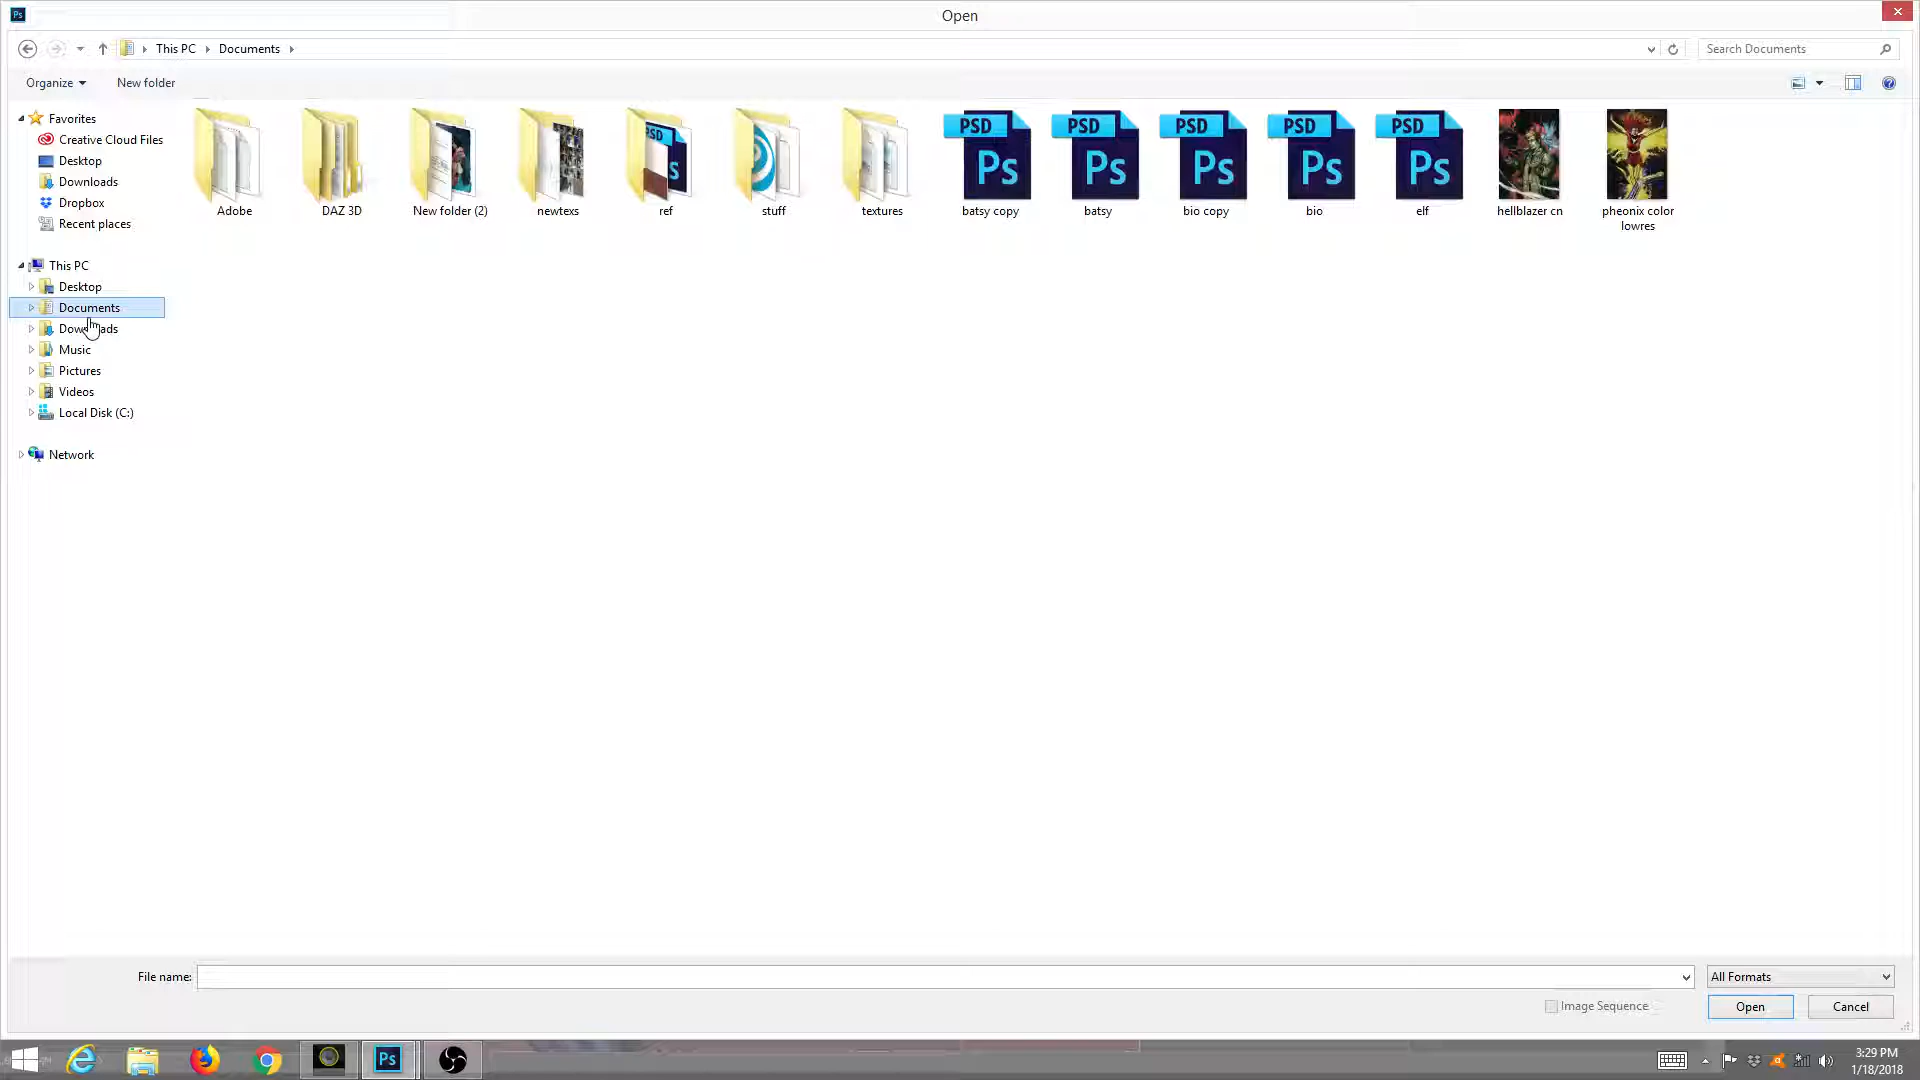 Ps
Open
This PC
Documents
Search Documents
Organize
New folder
Favorites
Creative Cloud Files
Desktop
Downloads
Dropbox
Recent places
This PC
Desktop
Documents
Downloads
Music
Pictures
Videos
Local Disk (C:)
Network
PSD
PSD
PSD
PSD
PSD
PSD
Ps
Ps
Ps
Ps
Ps
Adobe
DAZ 3D
New folder (2)
newtexs
ref
stuff
textures
batsy copy
batsy
bio copy
bio
elf
hellblazer cn
pheonix color
lowres
File name:
All Formats
Image Sequence
Open
Cancel
Ps
3:29 PM
1/18/2018